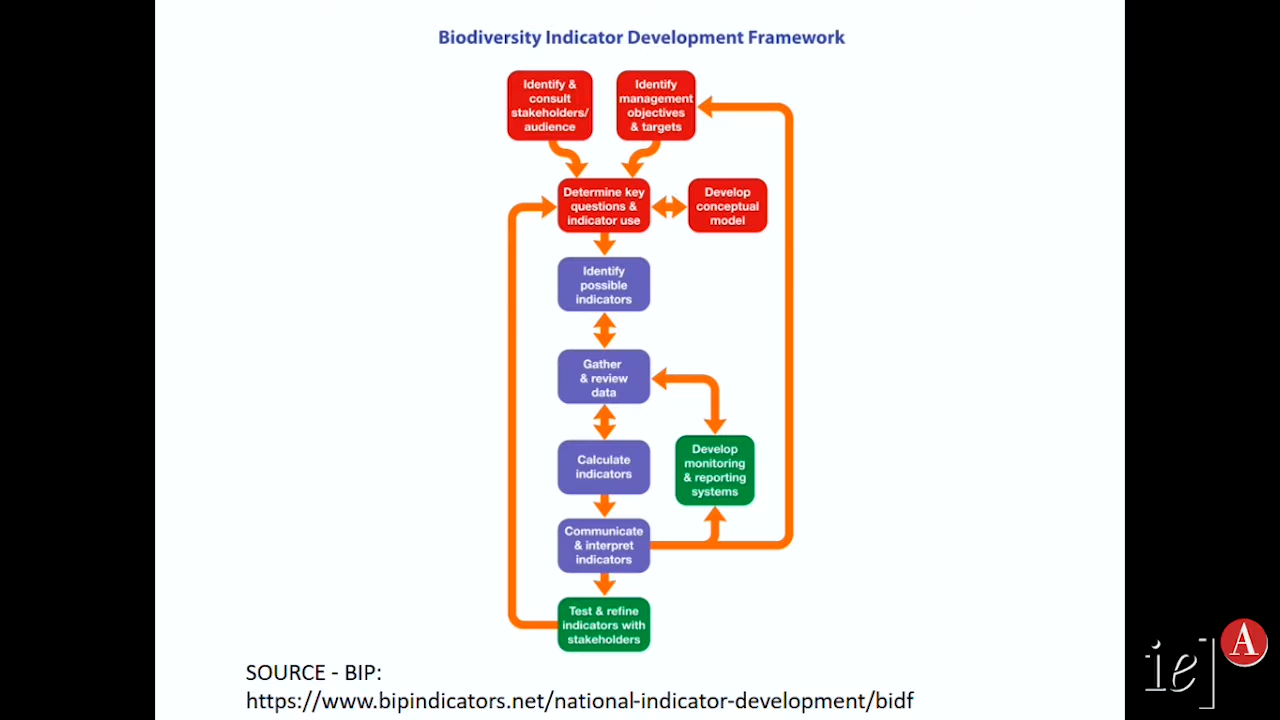 Biodiversity Indicator Development Framework
Identify &
consult
stakeholders/
audience
Identify
management
objectives
& targets
Determine key
questions &
indicator use
Develop
conceptual
model
Identify
possible
indicators
Gather
& review
data
Calculate
indicators
Develop
monitoring
& reporting
systems
Communicate
& interpret
indicators
Test & refine
indicators with
stakeholders
SOURCE - BIP:
https://www.bipindicators.net/national-indicator-development/bidf
ie]
A